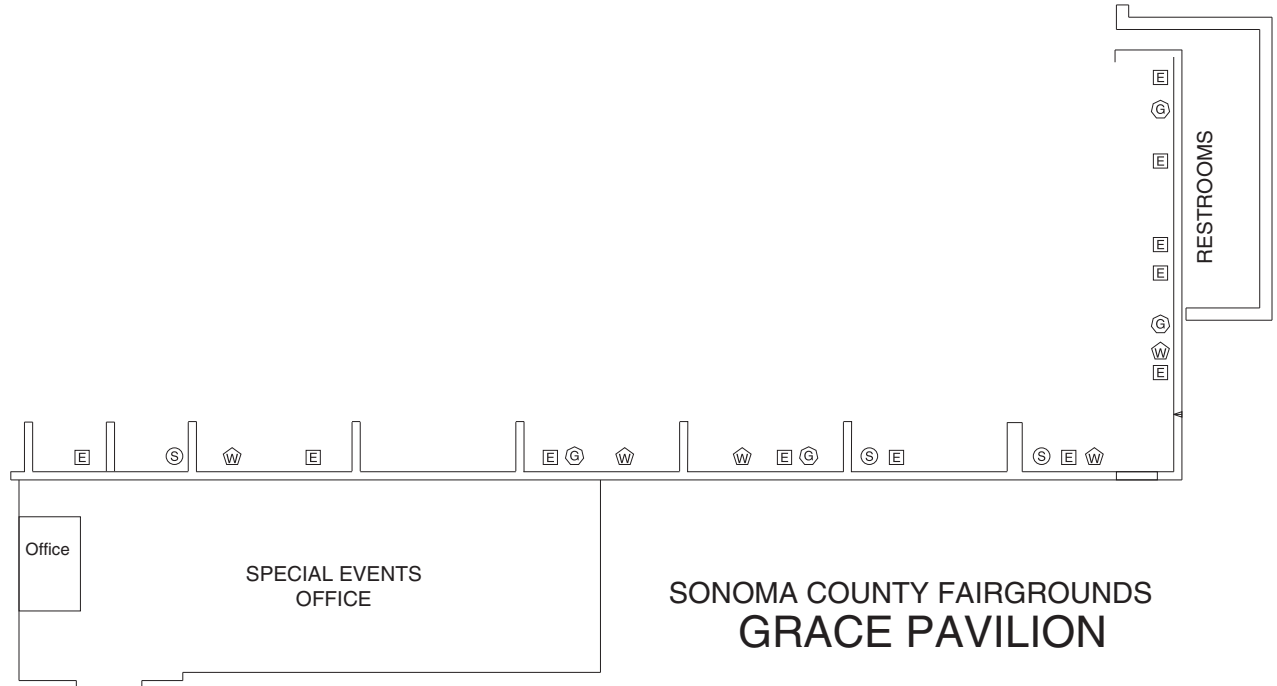 E
G
E
RESTROOMS
E
E
G
W
E
E S W E E G W W E G S E S E W
Office
SPECIAL EVENTS
OFFICE
SONOMA COUNTY FAIRGROUNDS
GRACE PAVILION